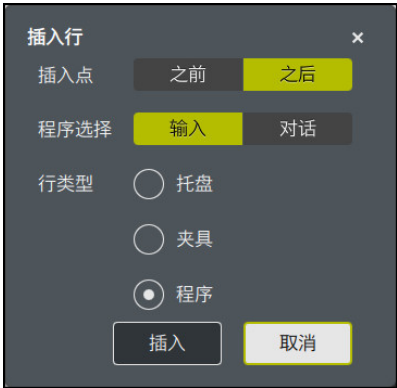 插入行 ×
插入点 之前 之后
程序选择 输入 对话
行类型 托盘
夹具
程序
插入 取消